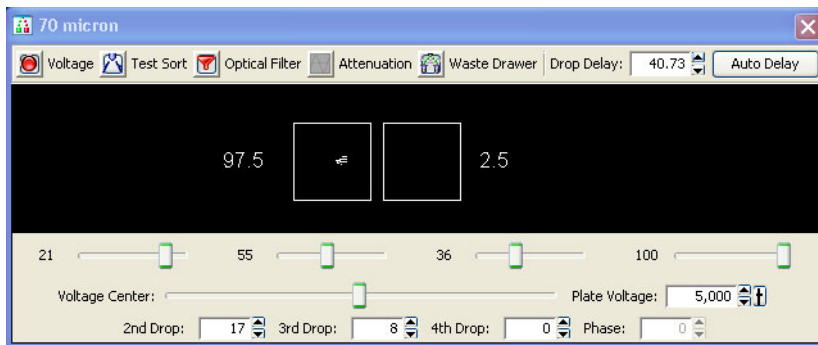 70 micron
Voltage Test Sort Optical Filter Attenuation Waste Drawer Drop Delay: 40.73 Auto Delay
97.5 2.5
21 55 36 100
Voltage Center: Plate Voltage: 5,000
2nd Drop: 17 3rd Drop: 8 4th Drop: 0 Phase: 0